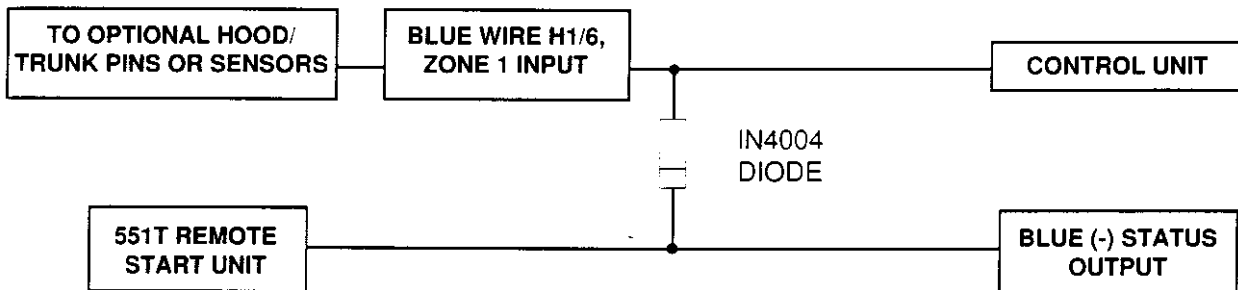 TO OPTIONAL HOOD/
TRUNK PINS OR SENSORS
BLUE WIRE H1/6,
ZONE 1 INPUT
CONTROL UNIT
IN4004
DIODE
551T REMOTE
START UNIT
BLUE (-) STATUS
OUTPUT